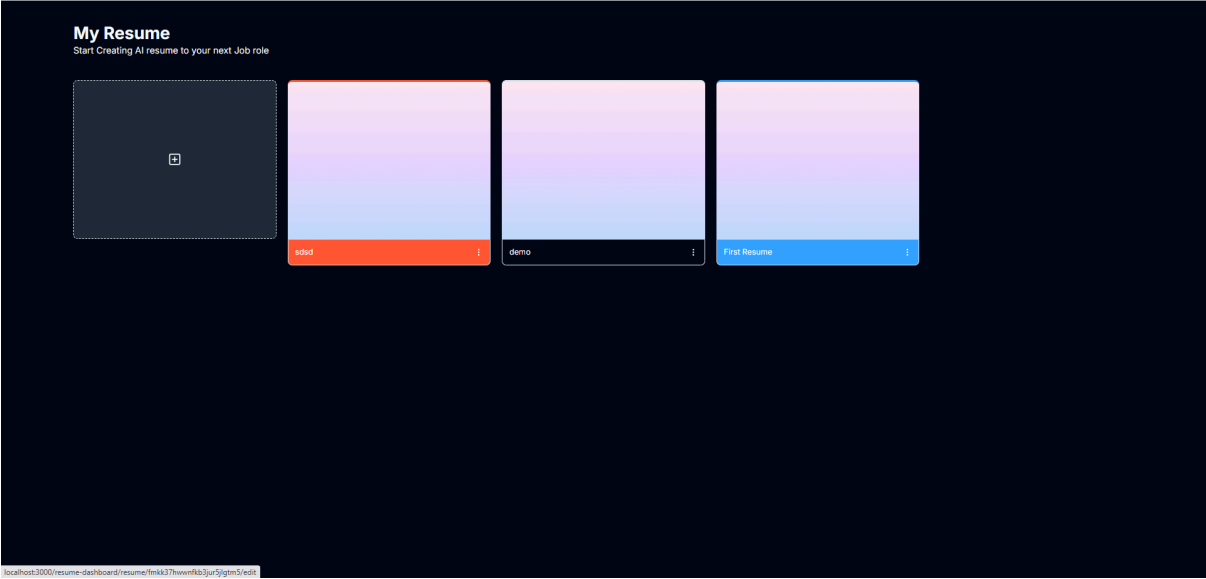 My Resume
Start Creating AI resume to your next Job role
sdsd
demo
First Resume
localhost:3000/resume-dashboard/resume/fmkk37hwwnfkb3jur5jlgtm5/edit